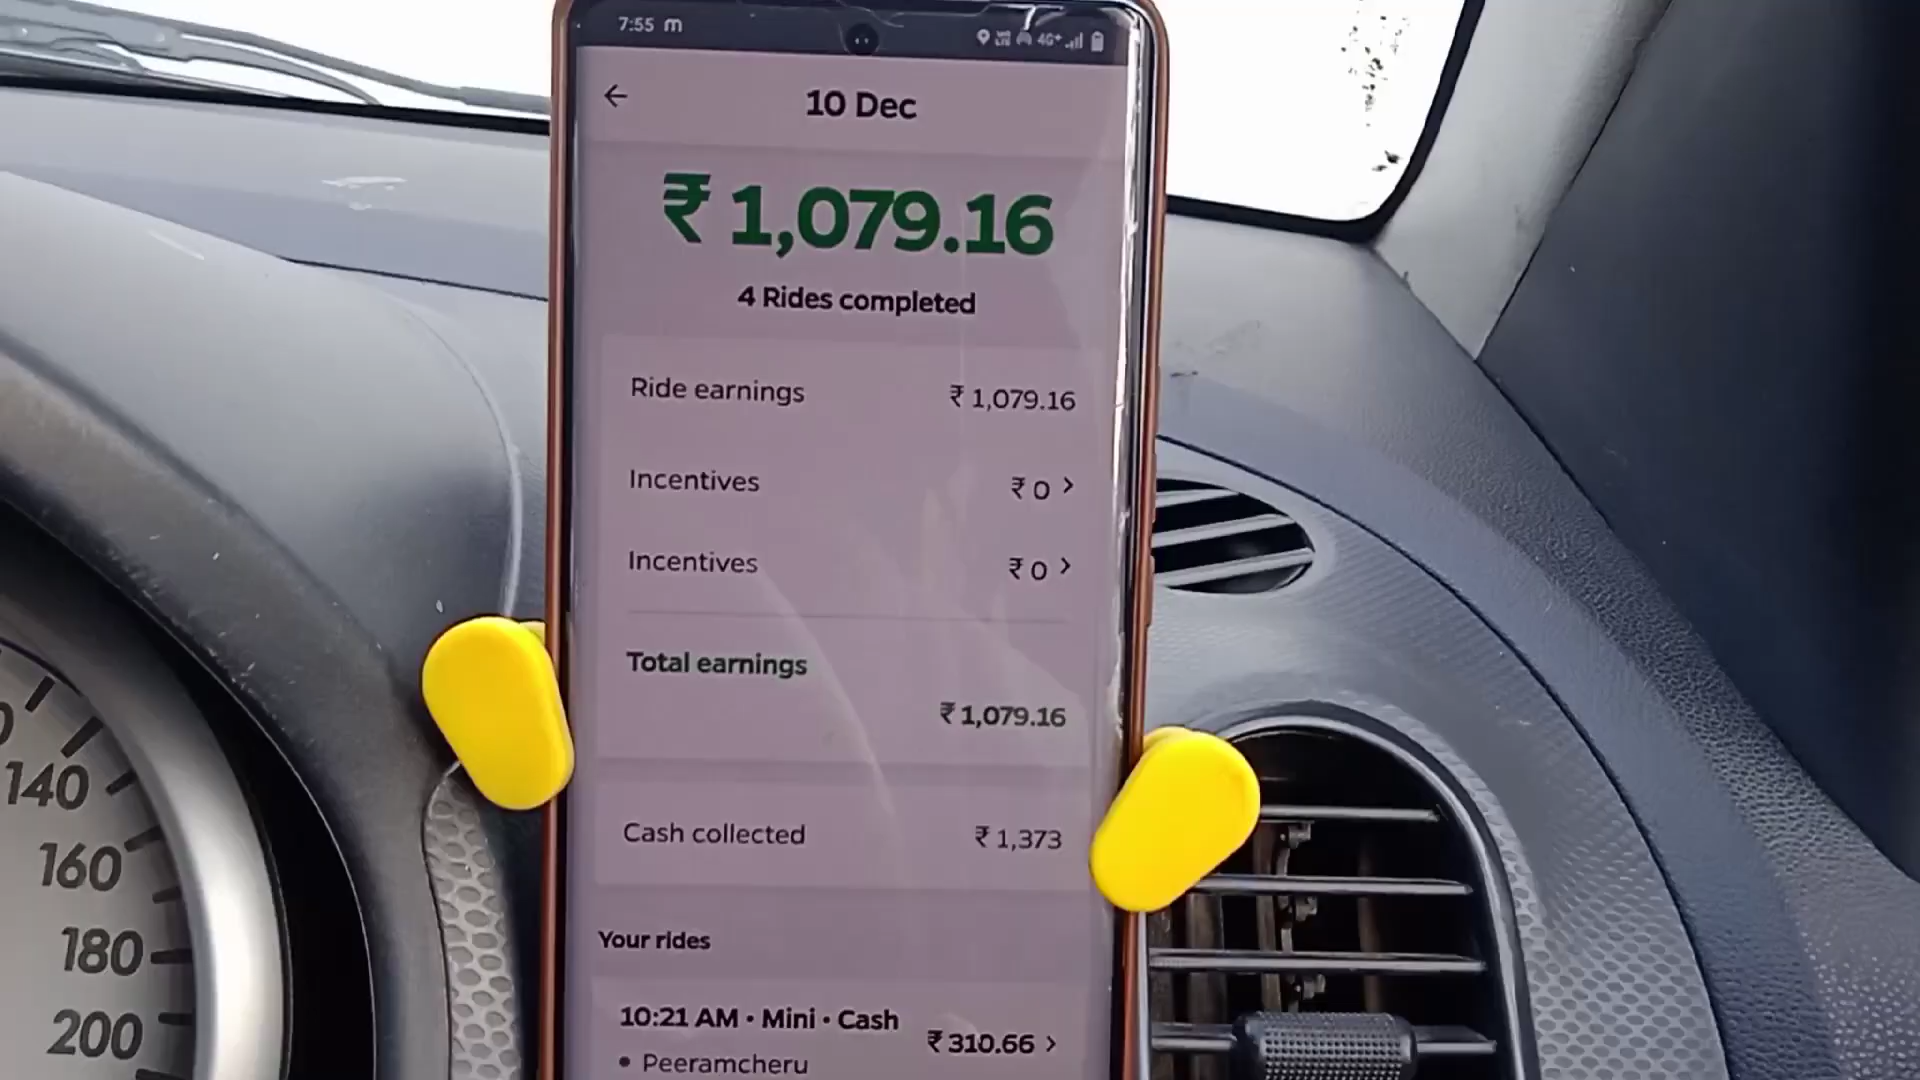 7:55 m
4G+
10 Dec
₹ 1,079.16
4 Rides completed
Ride earnings ₹ 1,079.16
Incentives ₹ 0 >
Incentives ₹ 0 >
Total earnings
₹ 1,079.16
Cash collected ₹ 1,373
Your rides
10:21 AM • Mini • Cash ₹ 310.66 >
• Peeramcheru
140
160
180
200